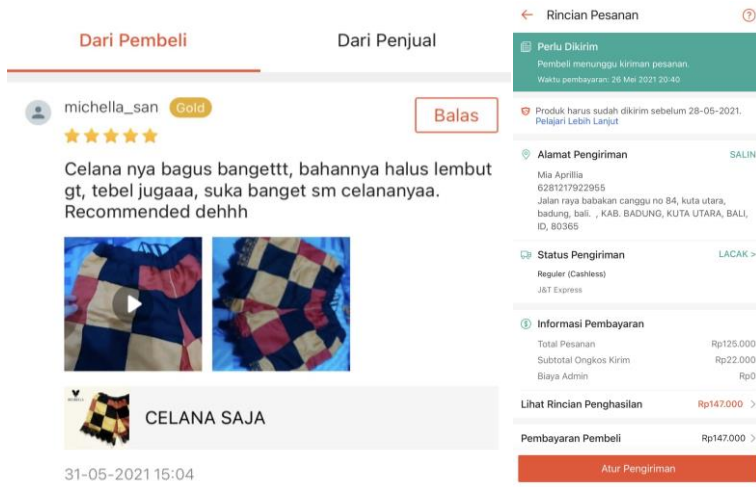 Dari Pembeli
Dari Penjual
michella_san Gold
Balas
Celana nya bagus bangettt, bahannya halus lembut
gt, tebel jugaaa, suka banget sm celananyaa.
Recommended dehhh
CELANA SAJA
31-05-2021 15:04
Rincian Pesanan
Perlu Dikirim
Pembeli menunggu kiriman pesanan.
Waktu pembayaran: 26 Mei 2021 20:40
Produk harus sudah dikirim sebelum 28-05-2021.
Pelajari Lebih Lanjut
Alamat Pengiriman SALIN
Mia Aprillia
6281217922955
Jalan raya babakan canggu no 84, kuta utara,
badung, bali. , KAB. BADUNG, KUTA UTARA, BALI,
ID, 80365
Status Pengiriman LACAK >
Reguler (Cashless)
J&T Express
Informasi Pembayaran
Total Pesanan Rp125.000
Subtotal Ongkos Kirim Rp22.000
Biaya Admin Rp0
Lihat Rincian Penghasilan Rp147.000 >
Pembayaran Pembeli Rp147.000 >
Atur Pengiriman